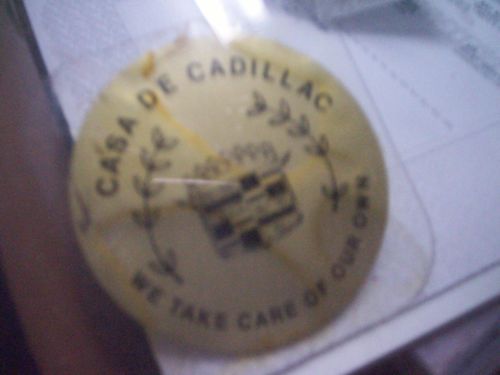 CASA DE CADILLAC
WE TAKE CARE OF OUR OWN